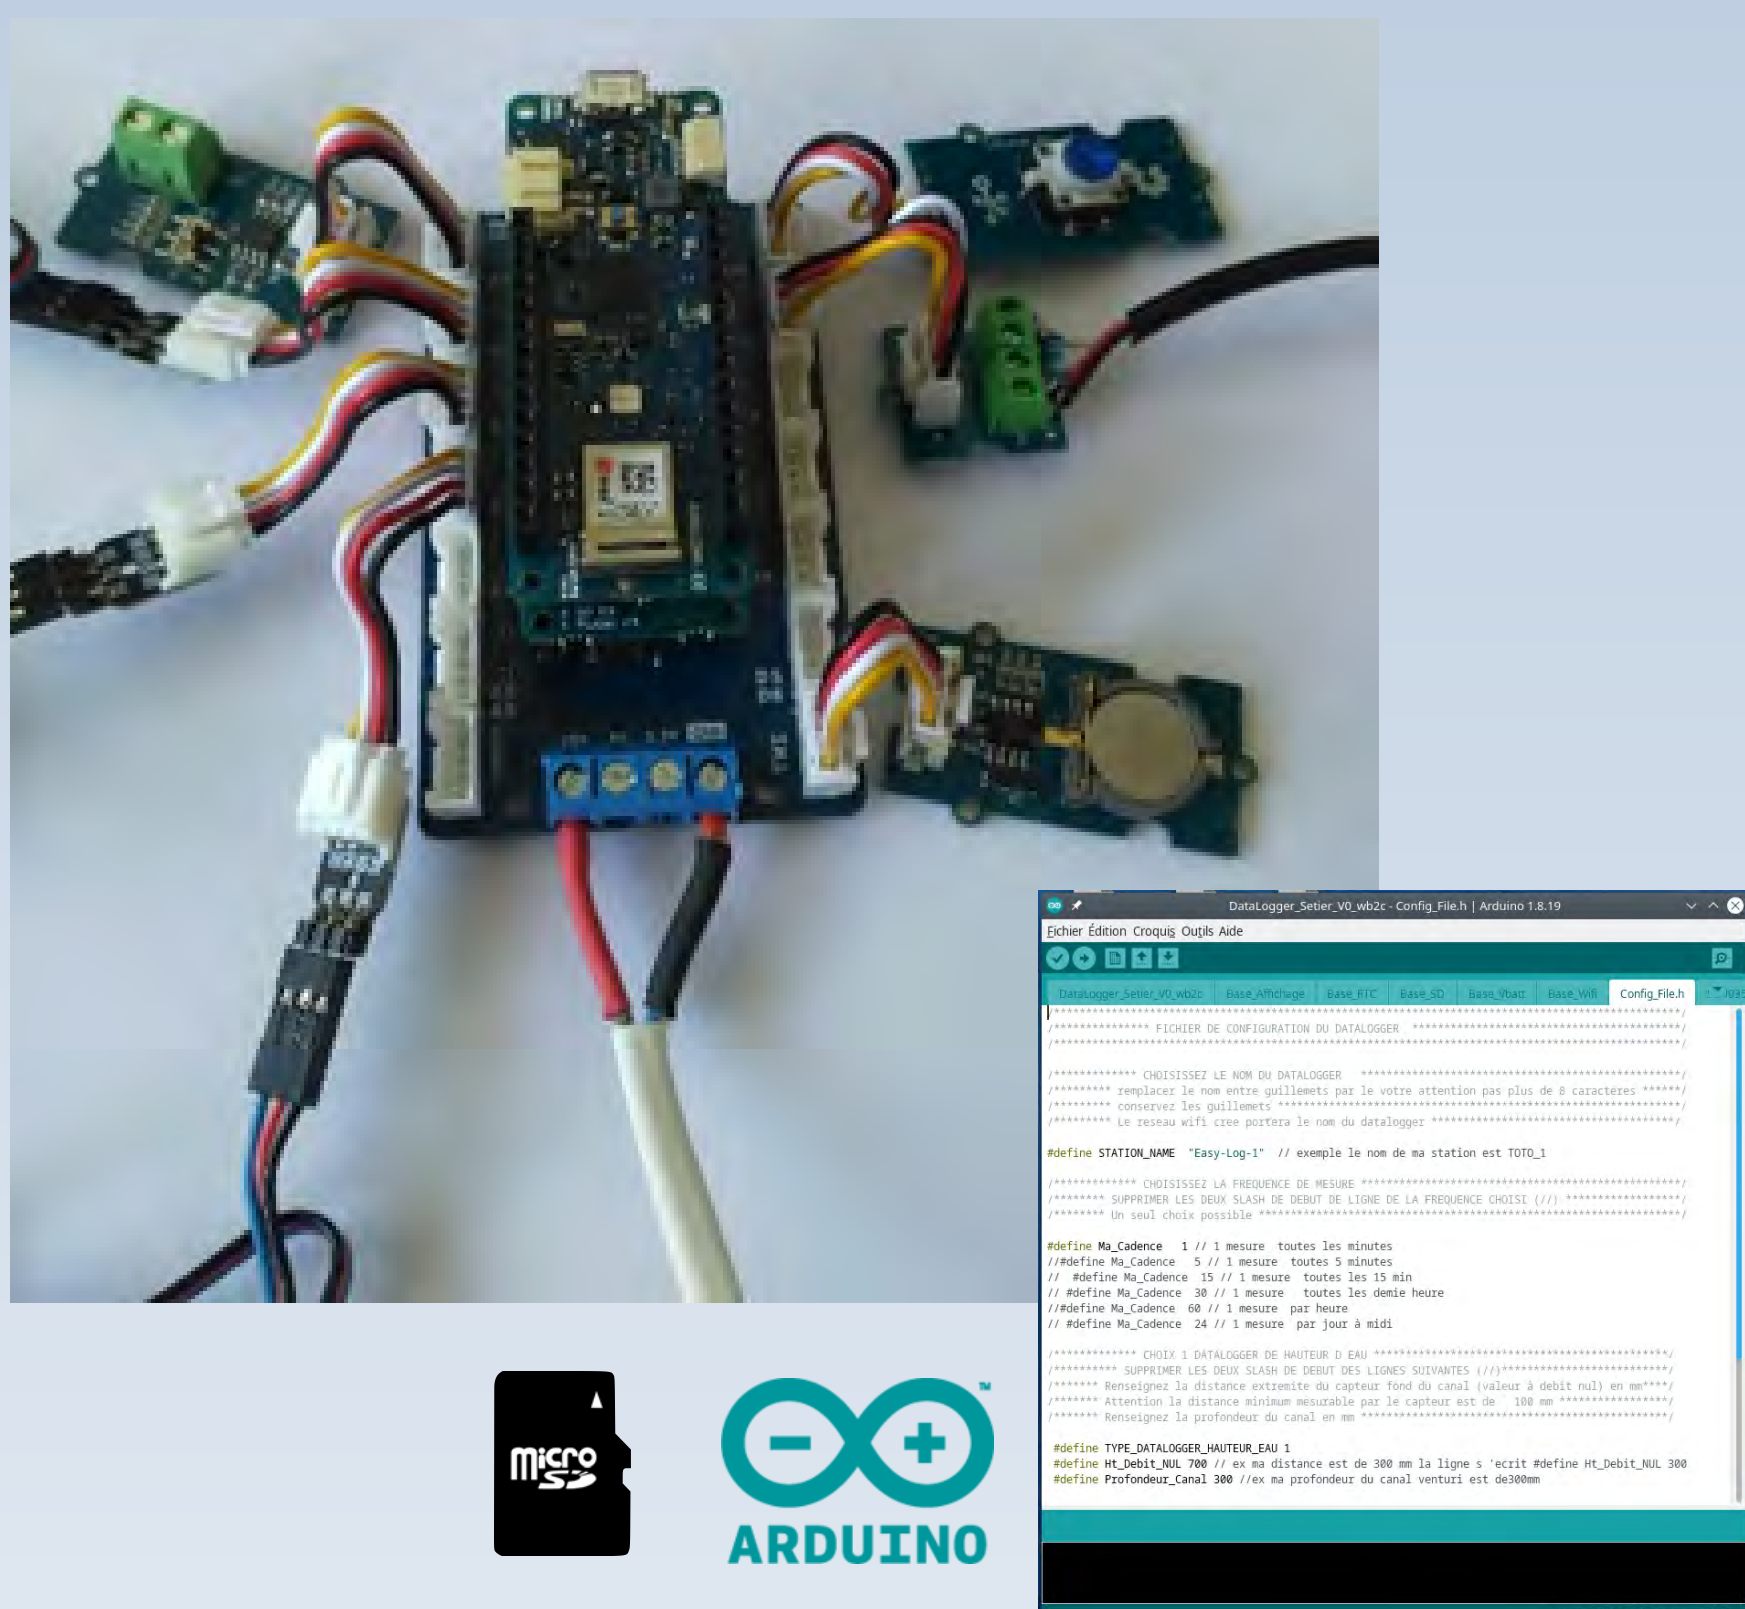 DataLogger_Setier_V0_wb2c - Config_File.h | Arduino 1.8.19
Fichier Édition Croquis Outils Aide
DataLogger_Setier_V0_wb2c Base_Affichage Base_RTC Base_SD Base_Vbatt Base_Wifi Config_File.h
/***************************************************************************************************/
/*************** FICHIER DE CONFIGURATION DU DATALOGGER *******************************************/
/***************************************************************************************************/
/************* CHOISISSEZ LE NOM DU DATALOGGER **************************************************/
/********* remplacer le nom entre guillemets par le votre attention pas plus de 8 caracteres ******/
/********* conservez les guillemets ***************************************************************/
/********* Le reseau wifi cree portera le nom du datalogger **************************************/
#define STATION_NAME "Easy-Log-1" // exemple le nom de ma station est TOTO_1
/************* CHOISISSEZ LA FREQUENCE DE MESURE **************************************************/
/******** SUPPRIMER LES DEUX SLASH DE DEBUT DE LIGNE DE LA FREQUENCE CHOISI (//) ******************/
/******** Un seul choix possible ******************************************************************/
#define Ma_Cadence 1 // 1 mesure toutes les minutes
//#define Ma_Cadence 5 // 1 mesure toutes 5 minutes
// #define Ma_Cadence 15 // 1 mesure toutes les 15 min
// #define Ma_Cadence 30 // 1 mesure toutes les demie heure
//#define Ma_Cadence 60 // 1 mesure par heure
// #define Ma_Cadence 24 // 1 mesure par jour à midi
/************* CHOIX 1 DATALOGGER DE HAUTEUR D EAU **********************************************/
/********** SUPPRIMER LES DEUX SLASH DE DEBUT DES LIGNES SUIVANTES (//)**************************/
/******* Renseignez la distance extremite du capteur fond du canal (valeur à debit nul) en mm****/
/******* Attention la distance minimum mesurable par le capteur est de 100 mm *****************/
/******* Renseignez la profondeur du canal en mm ************************************************/
#define TYPE_DATALOGGER_HAUTEUR_EAU 1
#define Ht_Debit_NUL 700 // ex ma distance est de 300 mm la ligne s 'ecrit #define Ht_Debit_NUL 300
#define Profondeur_Canal 300 //ex ma profondeur du canal venturi est de300mm
micro
SD
ARDUINO
TM